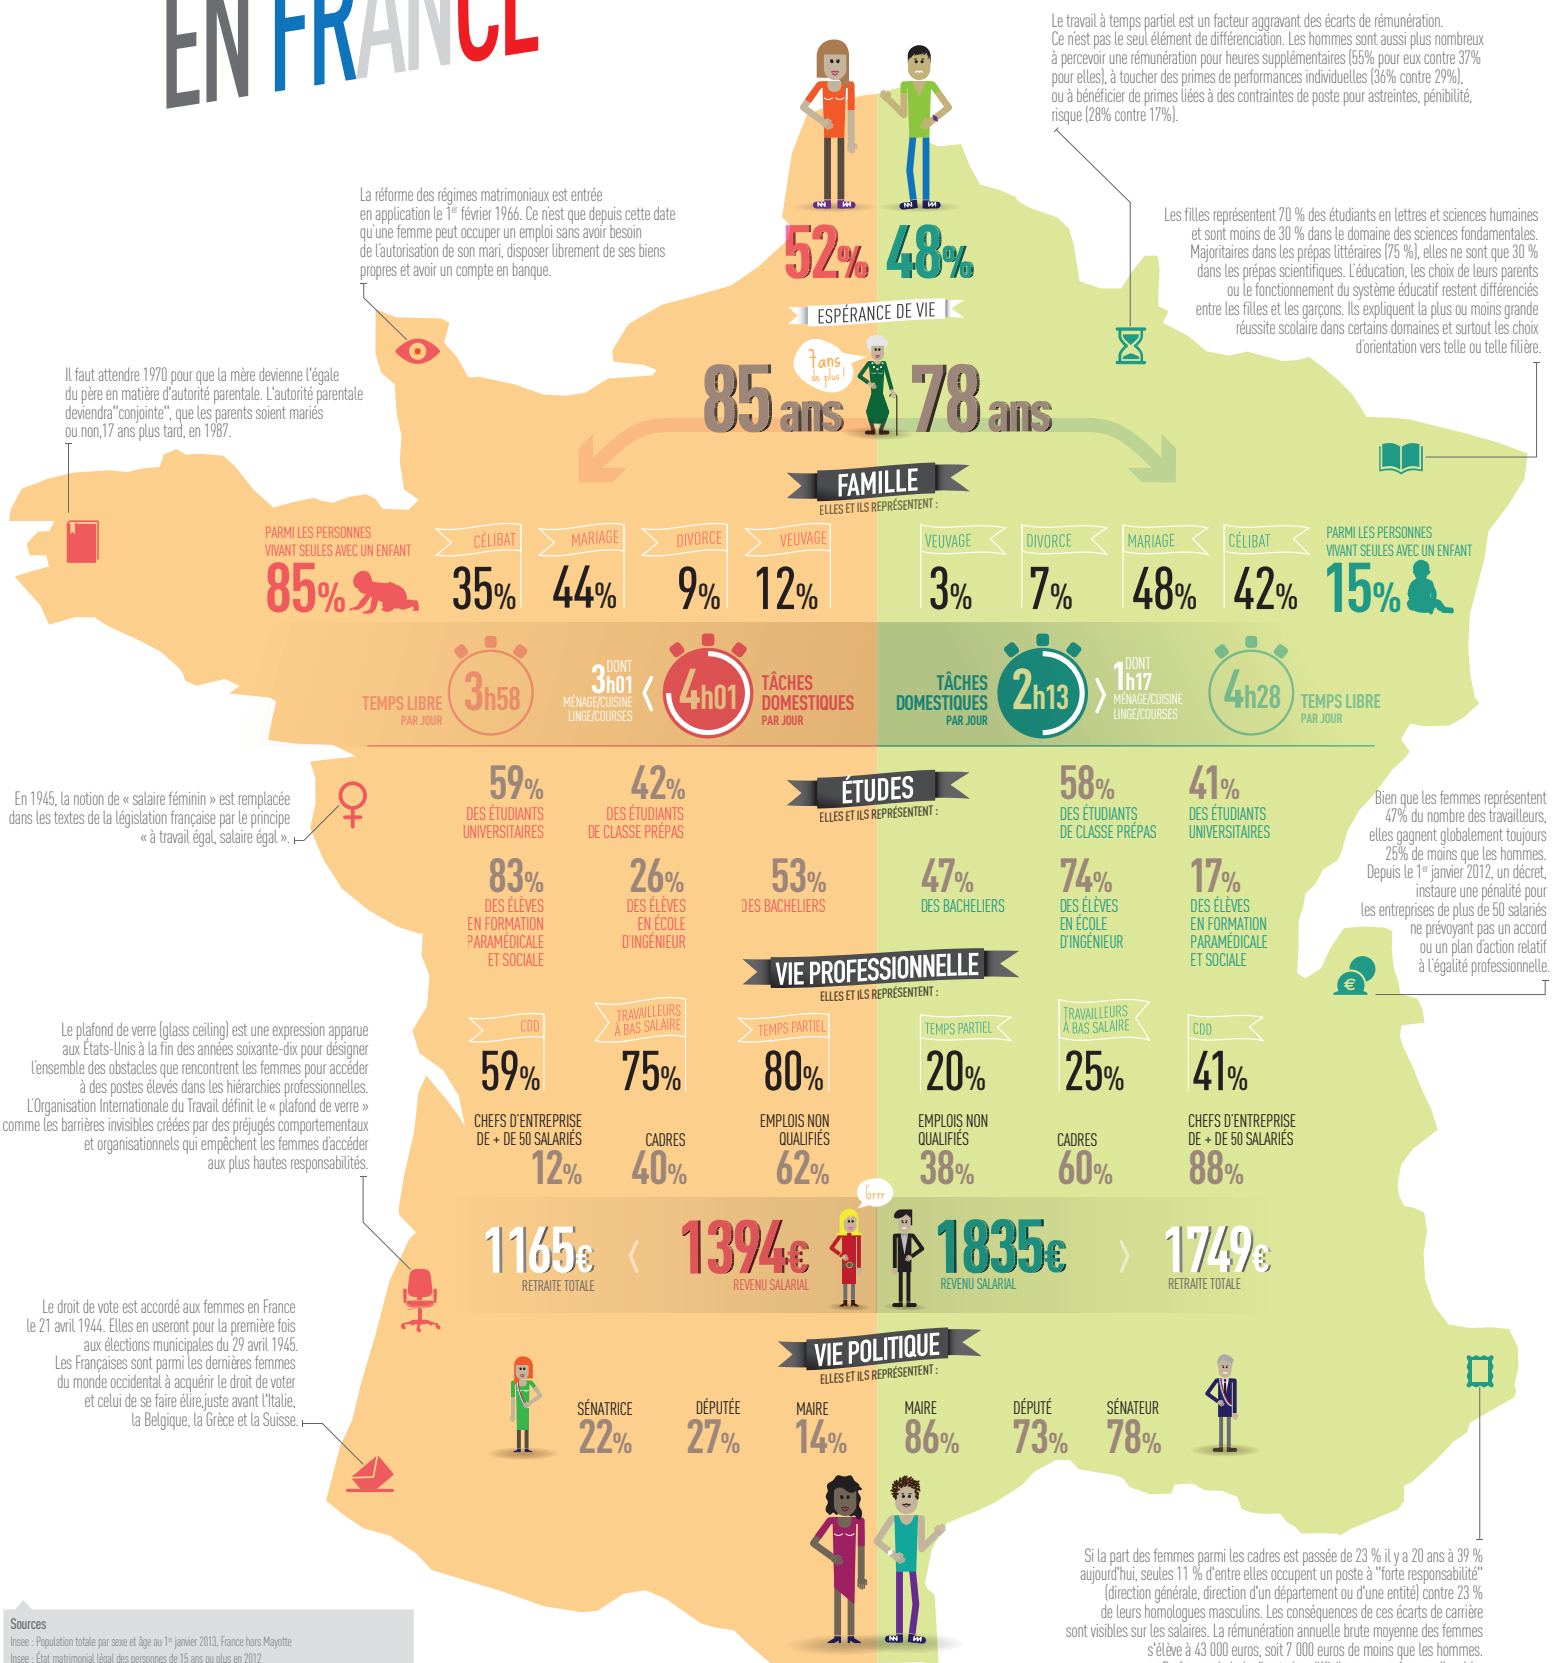 EN FRANCE
Le travail à temps partiel est un facteur aggravant des écarts de rémunération.
Ce n'est pas le seul élément de différenciation. Les hommes sont aussi plus nombreux
à percevoir une rémunération pour heures supplémentaires (55% pour eux contre 37%
pour elles), à toucher des primes de performances individuelles (36% contre 29%),
ou à bénéficier de primes liées à des contraintes de poste pour astreintes, pénibilité,
risque (28% contre 17%).
La réforme des régimes matrimoniaux est entrée
en application le 1er février 1966. Ce n'est que depuis cette date
qu'une femme peut occuper un emploi sans avoir besoin
de l'autorisation de son mari, disposer librement de ses biens
propres et avoir un compte en banque.
Les filles représentent 70 % des étudiants en lettres et sciences humaines
et sont moins de 30 % dans le domaine des sciences fondamentales.
Majoritaires dans les prépas littéraires (75 %), elles ne sont que 30 %
dans les prépas scientifiques. L'éducation, les choix de leurs parents
ou le fonctionnement du système éducatif restent différenciés
entre les filles et les garçons. Ils expliquent la plus ou moins grande
réussite scolaire dans certains domaines et surtout les choix
d'orientation vers telle ou telle filière.
52% 48%
ESPÉRANCE DE VIE
7 ans
de plus !
85 ans 78 ans
Il faut attendre 1970 pour que la mère devienne l'égale
du père en matière d'autorité parentale. L'autorité parentale
deviendra"conjointe", que les parents soient mariés
ou non,17 ans plus tard, en 1987.
FAMILLE
ELLES ET ILS REPRÉSENTENT :
PARMI LES PERSONNES
VIVANT SEULES AVEC UN ENFANT
85%
CÉLIBAT
35%
MARIAGE
44%
DIVORCE
9%
VEUVAGE
12%
VEUVAGE
3%
DIVORCE
7%
MARIAGE
48%
CÉLIBAT
42%
PARMI LES PERSONNES
VIVANT SEULES AVEC UN ENFANT
15%
TEMPS LIBRE
PAR JOUR
3h58
DONT
3h01
MÉNAGE/CUISINE
LINGE/COURSES
4h01
TÂCHES
DOMESTIQUES
PAR JOUR
TÂCHES
DOMESTIQUES
PAR JOUR
2h13
DONT
1h17
MÉNAGE/CUISINE
LINGE/COURSES
4h28
TEMPS LIBRE
PAR JOUR
En 1945, la notion de « salaire féminin » est remplacée
dans les textes de la législation française par le principe
« à travail égal, salaire égal ».
ÉTUDES
ELLES ET ILS REPRÉSENTENT :
59%
DES ÉTUDIANTS
UNIVERSITAIRES
42%
DES ÉTUDIANTS
DE CLASSE PRÉPAS
58%
DES ÉTUDIANTS
DE CLASSE PRÉPAS
41%
DES ÉTUDIANTS
UNIVERSITAIRES
83%
DES ÉLÈVES
EN FORMATION
PARAMÉDICALE
ET SOCIALE
26%
DES ÉLÈVES
EN ÉCOLE
D'INGÉNIEUR
53%
DES BACHELIERS
47%
DES BACHELIERS
74%
DES ÉLÈVES
EN ÉCOLE
D'INGÉNIEUR
17%
DES ÉLÈVES
EN FORMATION
PARAMÉDICALE
ET SOCIALE
Bien que les femmes représentent
47% du nombre des travailleurs,
elles gagnent globalement toujours
25% de moins que les hommes.
Depuis le 1er janvier 2012, un décret,
instaure une pénalité pour
les entreprises de plus de 50 salariés
ne prévoyant pas un accord
ou un plan d'action relatif
à l'égalité professionnelle.
VIE PROFESSIONNELLE
ELLES ET ILS REPRÉSENTENT :
CDD
59%
TRAVAILLEURS
À BAS SALAIRE
75%
TEMPS PARTIEL
80%
TEMPS PARTIEL
20%
TRAVAILLEURS
À BAS SALAIRE
25%
CDD
41%
Le plafond de verre (glass ceiling) est une expression apparue
aux États-Unis à la fin des années soixante-dix pour désigner
l'ensemble des obstacles que rencontrent les femmes pour accéder
à des postes élevés dans les hiérarchies professionnelles.
L'Organisation Internationale du Travail définit le « plafond de verre »
comme les barrières invisibles créées par des préjugés comportementaux
et organisationnels qui empêchent les femmes d'accéder
aux plus hautes responsabilités.
CHEFS D'ENTREPRISE
DE + DE 50 SALARIÉS
12%
CADRES
40%
EMPLOIS NON
QUALIFIÉS
62%
EMPLOIS NON
QUALIFIÉS
38%
CADRES
60%
CHEFS D'ENTREPRISE
DE + DE 50 SALARIÉS
88%
Grrr
1165€
RETRAITE TOTALE
1394€
REVENU SALARIAL
1835€
REVENU SALARIAL
1749€
RETRAITE TOTALE
Le droit de vote est accordé aux femmes en France
le 21 avril 1944. Elles en useront pour la première fois
aux élections municipales du 29 avril 1945.
Les Françaises sont parmi les dernières femmes
du monde occidental à acquérir le droit de voter
et celui de se faire élire,juste avant l'Italie,
la Belgique, la Grèce et la Suisse.
VIE POLITIQUE
ELLES ET ILS REPRÉSENTENT :
SÉNATRICE
22%
DÉPUTÉE
27%
MAIRE
14%
MAIRE
86%
DÉPUTÉ
73%
SÉNATEUR
78%
Si la part des femmes parmi les cadres est passée de 23 % il y a 20 ans à 39 %
aujourd'hui, seules 11 % d'entre elles occupent un poste à "forte responsabilité"
(direction générale, direction d'un département ou d'une entité) contre 23 %
de leurs homologues masculins. Les conséquences de ces écarts de carrière
sont visibles sur les salaires. La rémunération annuelle brute moyenne des femmes
s'élève à 43 000 euros, soit 7 000 euros de moins que les hommes.
Sources
Insee : Population totale par sexe et âge au 1er janvier 2013, France hors Mayotte
Insee : État matrimonial légal des personnes de 15 ans ou plus en 2012